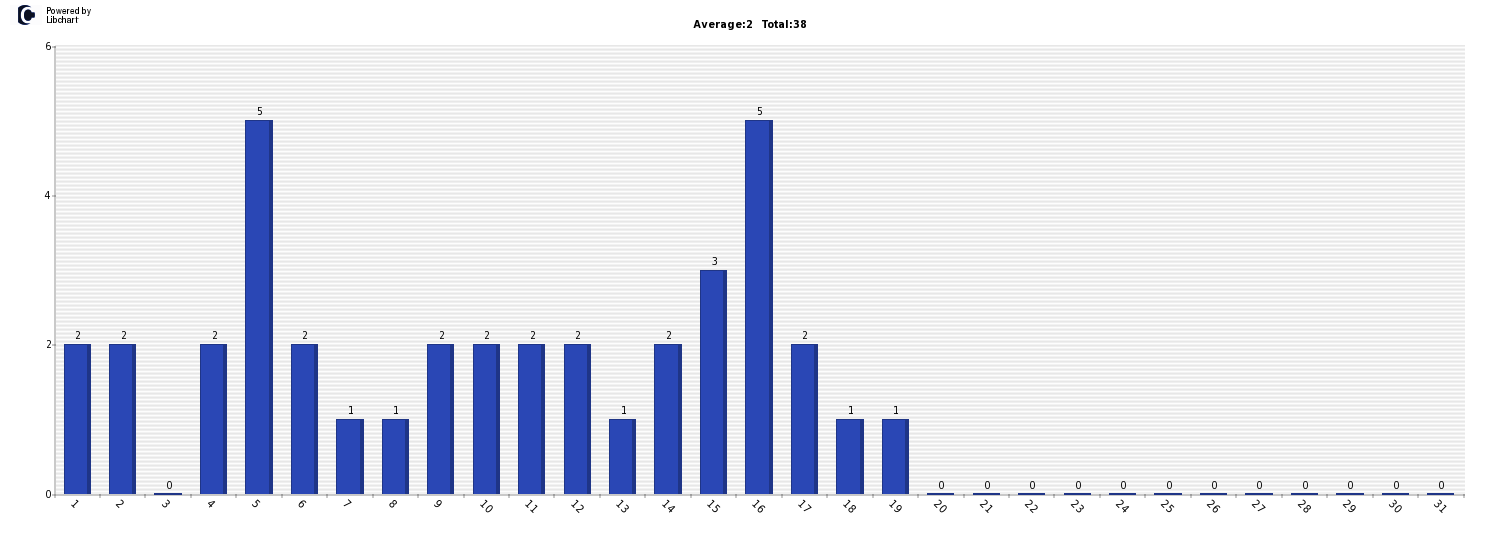 Powered by
Libchart
Average:2 Total:38
6
4
2
0
2 2 0 2 5 2 1 1 2 2 2 2 1 2 3 5 2 1 1 0 0 0 0 0 0 0 0 0 0 0 0
1 2 3 4 5 6 7 8 9 10 11 12 13 14 15 16 17 18 19 20 21 22 23 24 25 26 27 28 29 30 31